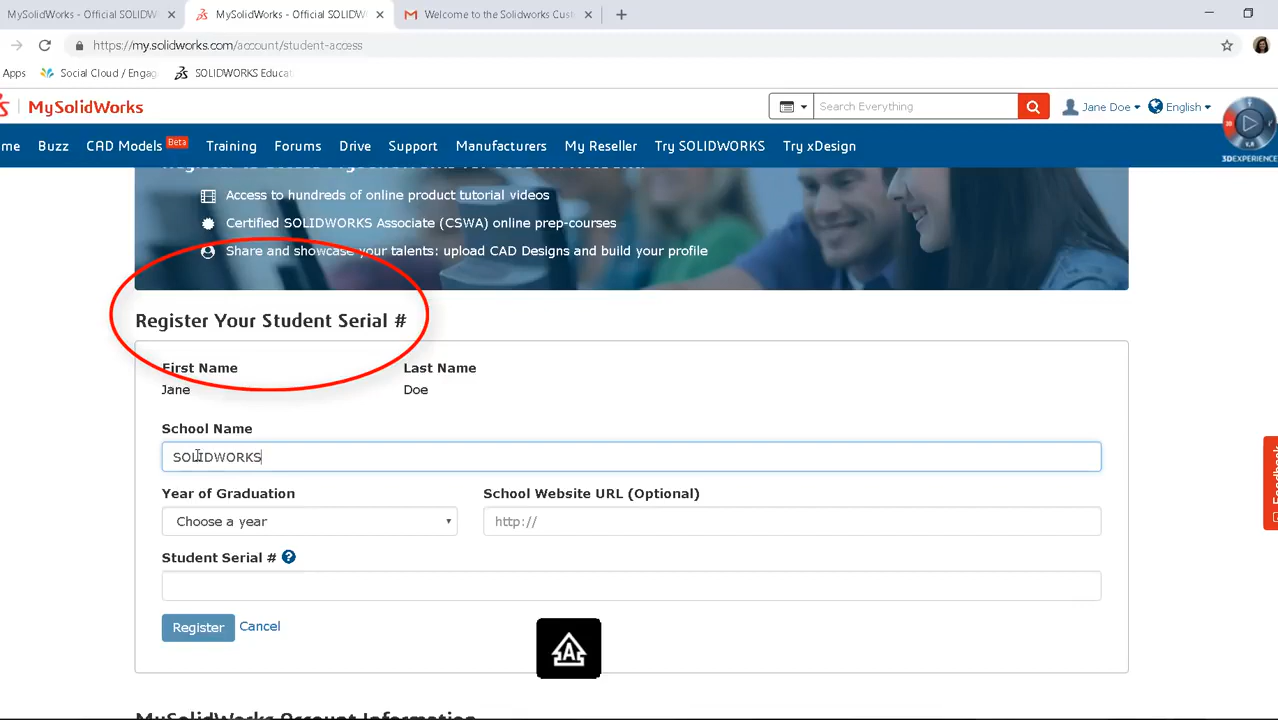 MySolidWorks - Official SOLIDW
MySolidWorks - Official SOLIDW
Welcome to the Solidworks Cust
https://my.solidworks.com/account/student-access
Apps
Social Cloud / Engag
SOLIDWORKS Educat
MySolidWorks
Search Everything
Jane Doe
English
me
Buzz
CAD Models Beta
Training
Forums
Drive
Support
Manufacturers
My Reseller
Try SOLIDWORKS
Try xDesign
3DEXPERIENCE
Access to hundreds of online product tutorial videos
Certified SOLIDWORKS Associate (CSWA) online prep-courses
Share and showcase your talents: upload CAD Designs and build your profile
Register Your Student Serial #
First Name
Last Name
Jane
Doe
School Name
SOLIDWORKS
Year of Graduation
School Website URL (Optional)
Choose a year
http://
Feedback
Student Serial #
Register
Cancel
A
MySolidWorks Account Information